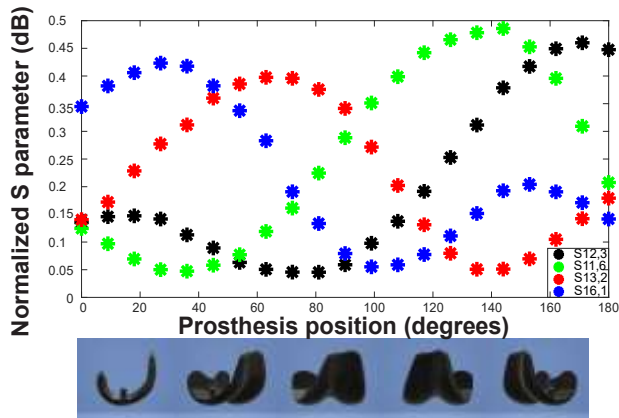 Normalized S parameter (dB)
0.5
0.45
0.4
0.35
0.3
0.25
0.2
0.15
0.1
0.05
0
0 20 40 60 80 100 120 140 160 180
S12,3
S11,6
S13,2
S16,1
Prosthesis position (degrees)